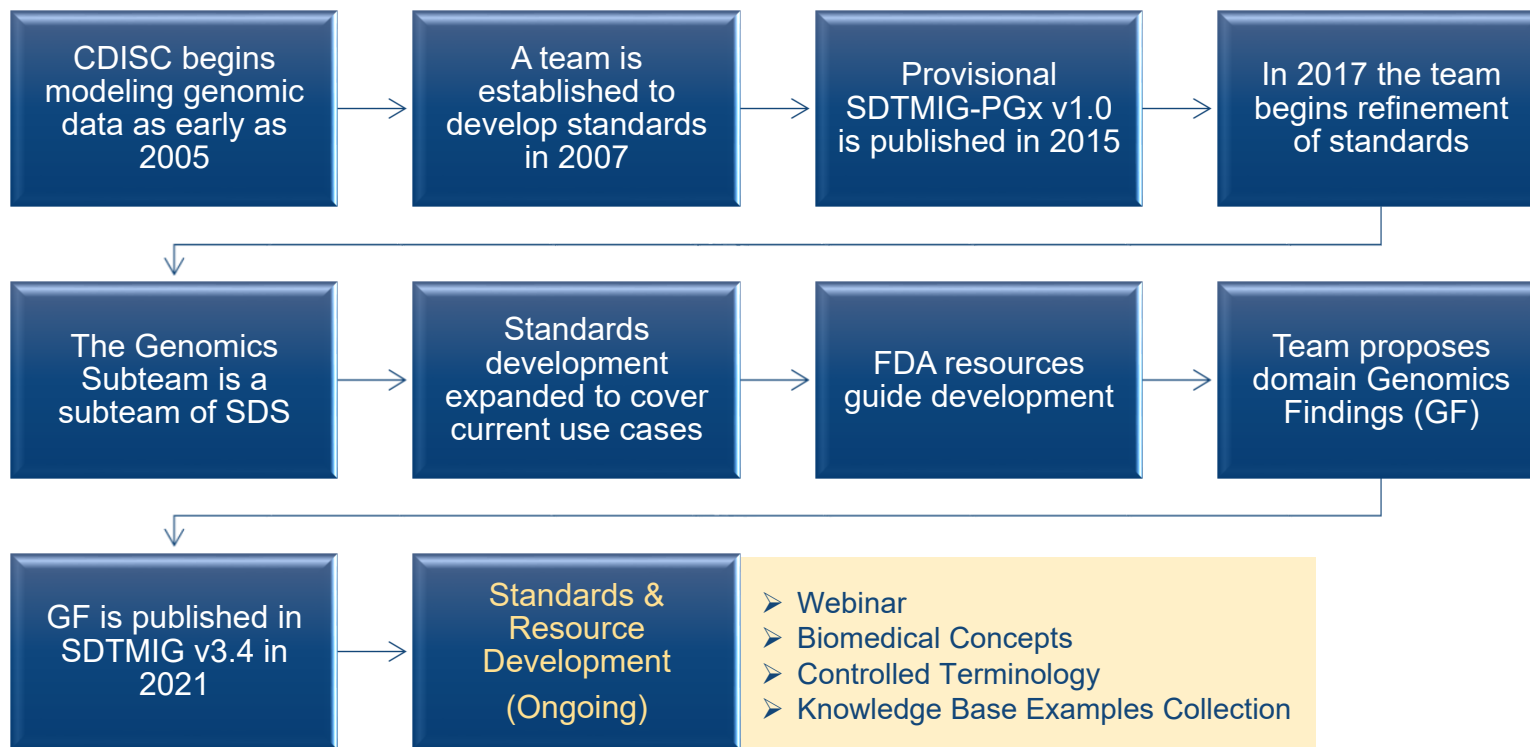 CDISC begins
modeling genomic
data as early as
2005
A team is
established to
develop standards
in 2007
Provisional
SDTMIG-PGx v1.0
is published in 2015
In 2017 the team
begins refinement
of standards
The Genomics
Subteam is a
subteam of SDS
Standards
development
expanded to cover
current use cases
FDA resources
guide development
Team proposes
domain Genomics
Findings (GF)
GF is published in
SDTMIG v3.4 in
2021
Standards &
Resource
Development
(Ongoing)
➢ Webinar
➢ Biomedical Concepts
➢ Controlled Terminology
➢ Knowledge Base Examples Collection